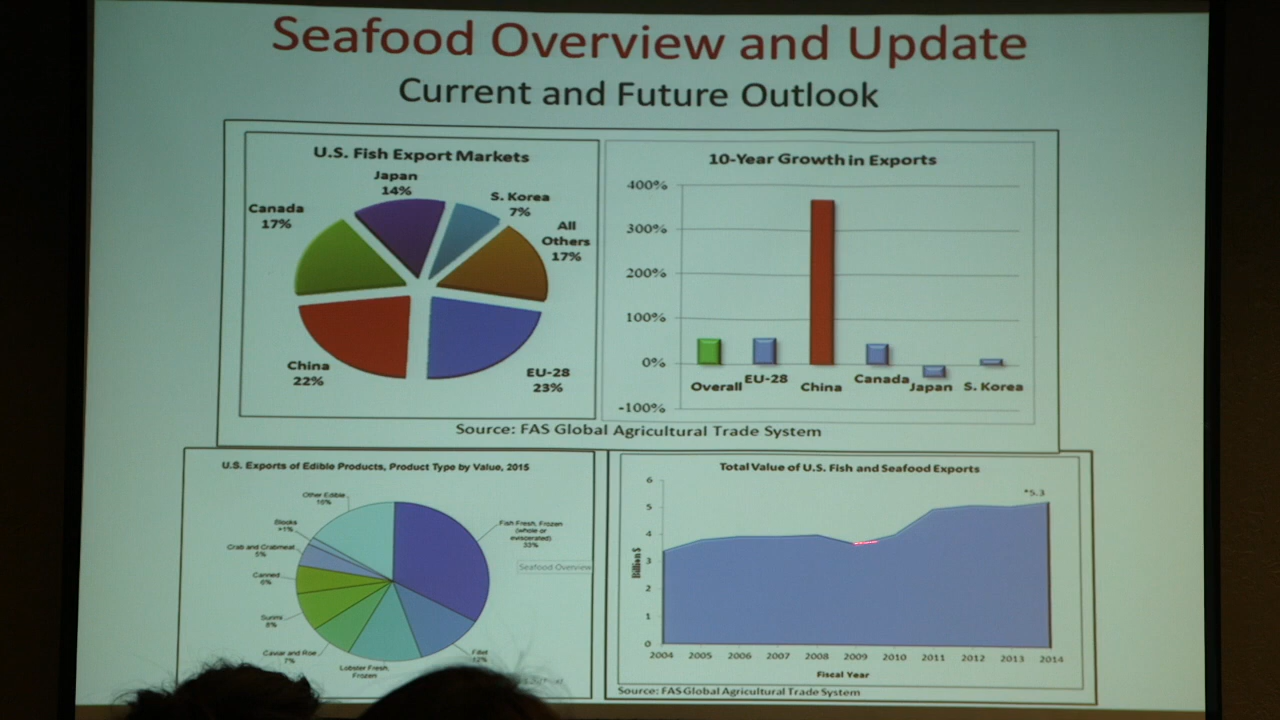 Seafood Overview and Update
Current and Future Outlook
U.S. Fish Export Markets
Japan
14%
S. Korea
7%
Canada
17%
All
Others
17%
China
22%
EU-28
23%
10-Year Growth in Exports
400%
300%
200%
100%
0%
-100%
Overall
EU-28
China
Canada
Japan
S. Korea
Source: FAS Global Agricultural Trade System
U.S. Exports of Edible Products, Product Type by Value, 2015
Other Edible
16%
Blocks
>1%
Crab and Crabmeat
5%
Canned
6%
Surimi
8%
Caviar and Roe
7%
Lobster Fresh,
Frozen
Fillet
12%
Fish Fresh, Frozen
(whole or
eviscerated)
33%
Seafood Overview
Total Value of U.S. Fish and Seafood Exports
*5.3
6
5
4
3
2
1
0
Billion $
2004 2005 2006 2007 2008 2009 2010 2011 2012 2013 2014
Fiscal Year
Source: FAS Global Agricultural Trade System